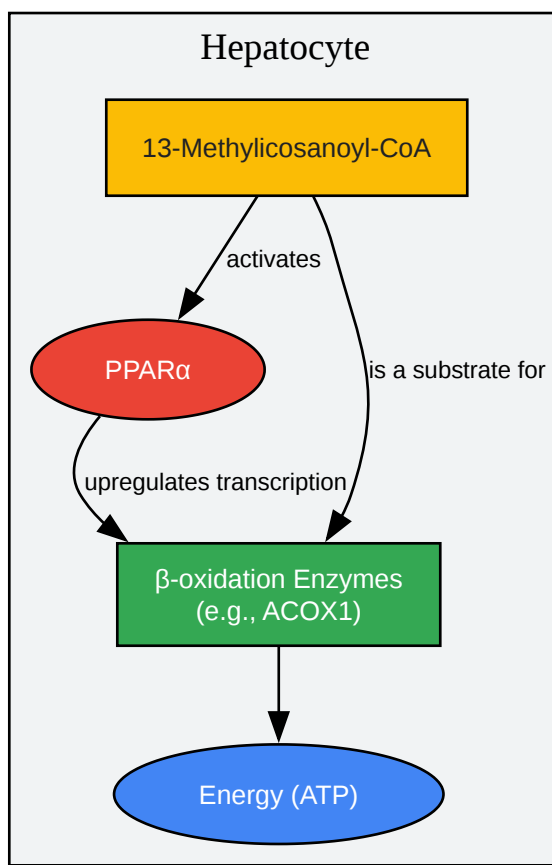 Hepatocyte
13-Methylicosanoyl-CoA
activates
PPARα
is a substrate for
upregulates transcription
β-oxidation Enzymes
(e.g., ACOX1)
Energy (ATP)